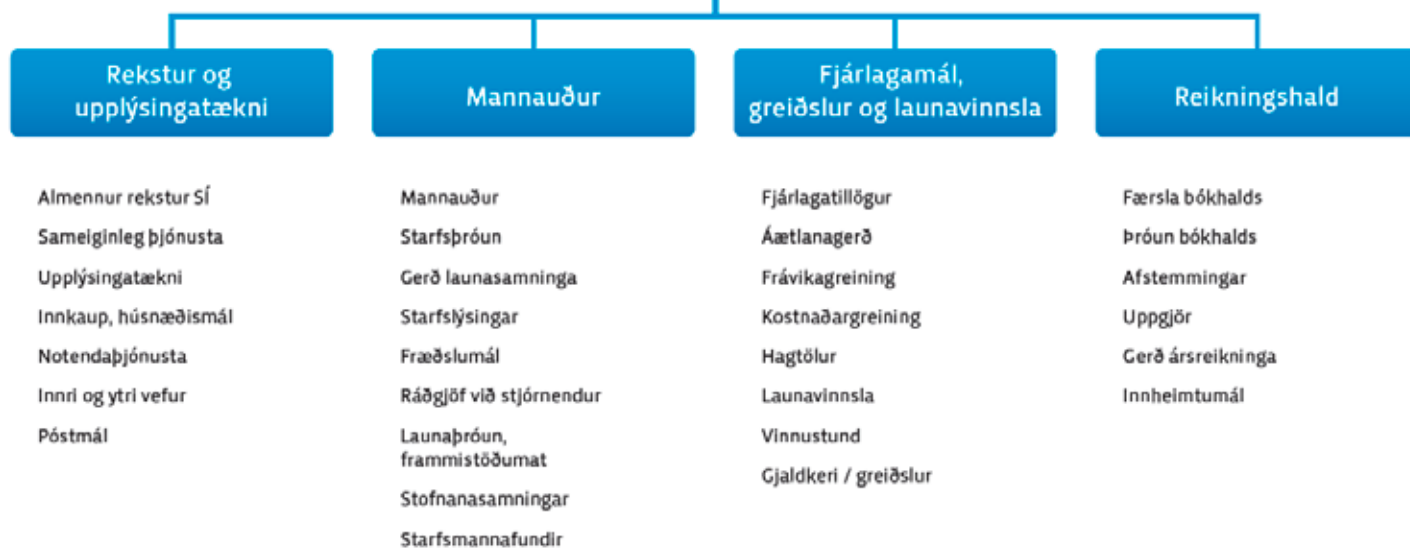 Rekstur og
upplýsingatækni
Almennur rekstur SÍ
Sameiginleg þjónusta
Upplýsingatækni
Innkaup, húsnæðismál
Notendaþjónusta
Innri og ytri vefur
Póstmál
Mannauður
Mannauður
Starfsþróun
Gerð launasamninga
Starfslýsingar
Fræðslumál
Ráðgjöf við stjórnendur
Launaþróun,
frammistöðumat
Stofnanasamningar
Starfsmannafundir
Fjárlagamál,
greiðslur og launavinnsla
Fjárlagatillögur
Áætlanagerð
Frávikagreining
Kostnaðargreining
Hagtölur
Launavinnsla
Vinnustund
Gjaldkeri / greiðslur
Reikningshald
Færsla bókhalds
Þróun bókhalds
Afstemmingar
Uppgjör
Gerð ársreikninga
Innheimtumál